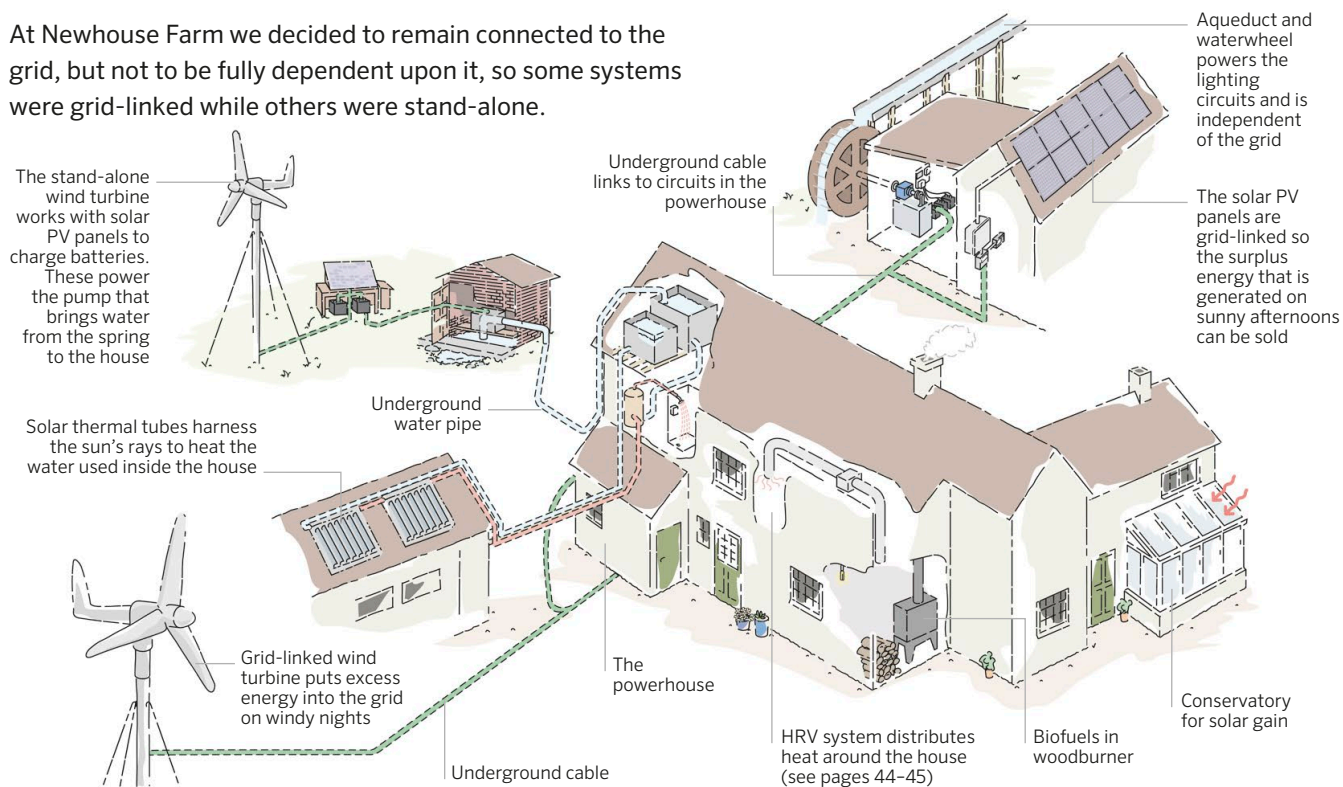 At Newhouse Farm we decided to remain connected to the
grid, but not to be fully dependent upon it, so some systems
were grid-linked while others were stand-alone.
The stand-alone
wind turbine
works with solar
PV panels to
charge batteries.
These power
the pump that
brings water
from the spring
to the house
Underground cable
links to circuits in the
powerhouse
Aqueduct and
waterwheel
powers the
lighting
circuits and is
independent
of the grid
The solar PV
panels are
grid-linked so
the surplus
energy that is
generated on
sunny afternoons
can be sold
Underground
water pipe
Solar thermal tubes harness
the sun's rays to heat the
water used inside the house
Grid-linked wind
turbine puts excess
energy into the grid
on windy nights
Underground cable
The
powerhouse
HRV system distributes
heat around the house
(see pages 44–45)
Biofuels in
woodburner
Conservatory
for solar gain